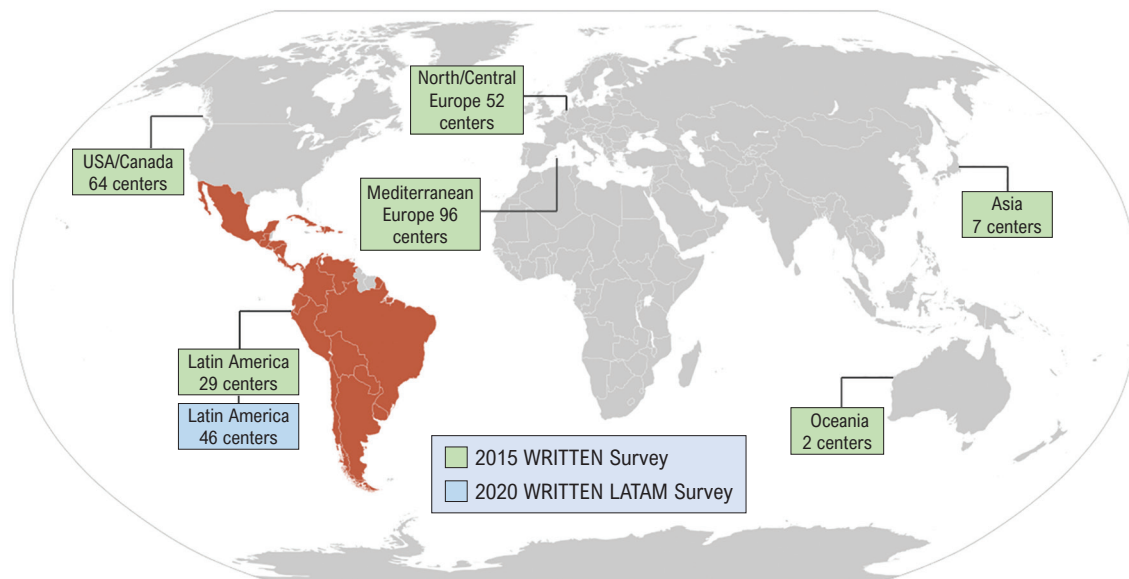 North/Central
Europe 52
centers
USA/Canada
64 centers
Mediterranean
Europe 96
centers
Asia
7 centers
Latin America
29 centers
Latin America
46 centers
Oceania
2 centers
2015 WRITTEN Survey
2020 WRITTEN LATAM Survey